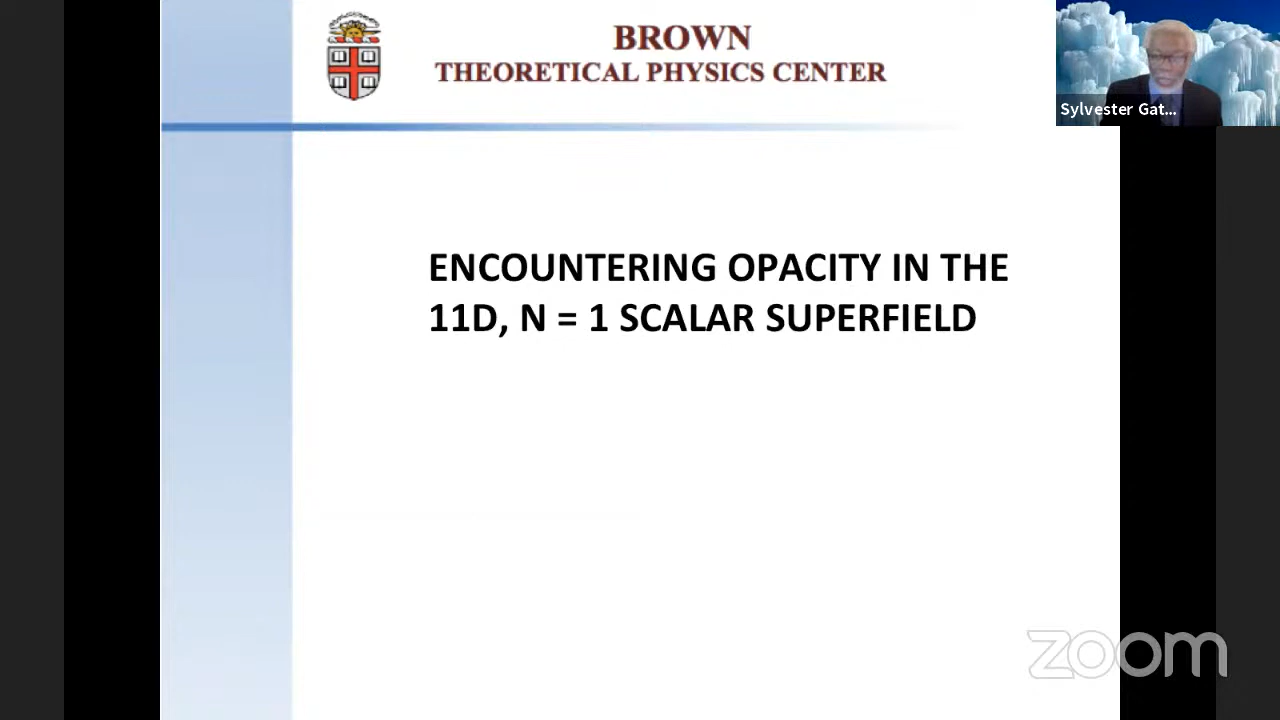 BROWN
THEORETICAL PHYSICS CENTER
Sylvester Gat...
ENCOUNTERING OPACITY IN THE
11D, N = 1 SCALAR SUPERFIELD
zoom